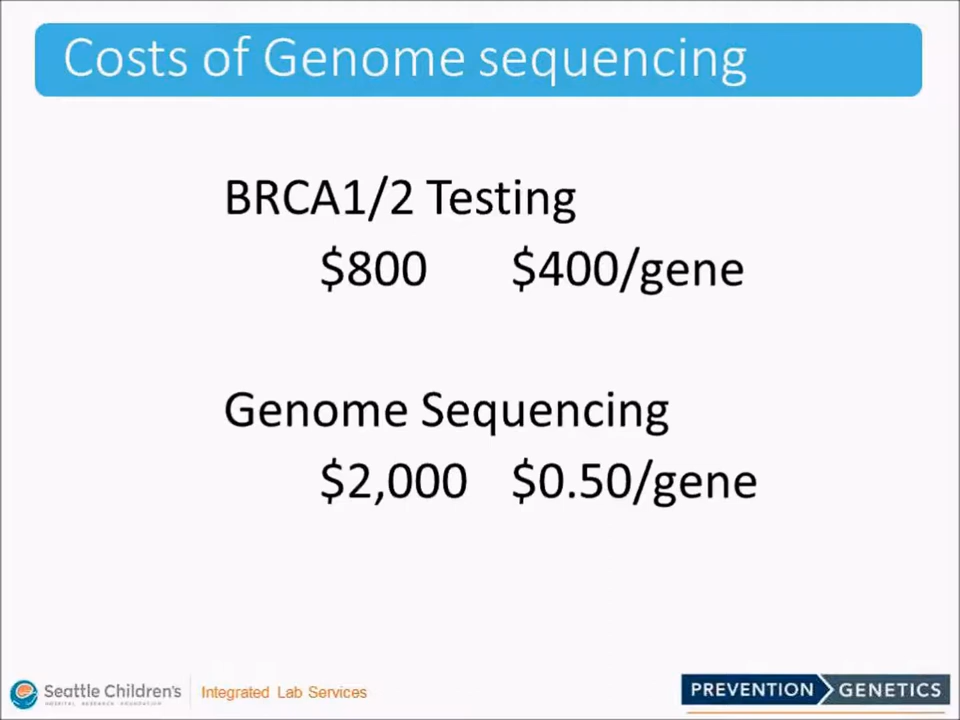 Costs of Genome sequencing
BRCA1/2 Testing
$800 $400/gene
Genome Sequencing
$2,000 $0.50/gene
Seattle Children's
HOSPITAL RESEARCH FOUNDATION
Integrated Lab Services
PREVENTION GENETICS